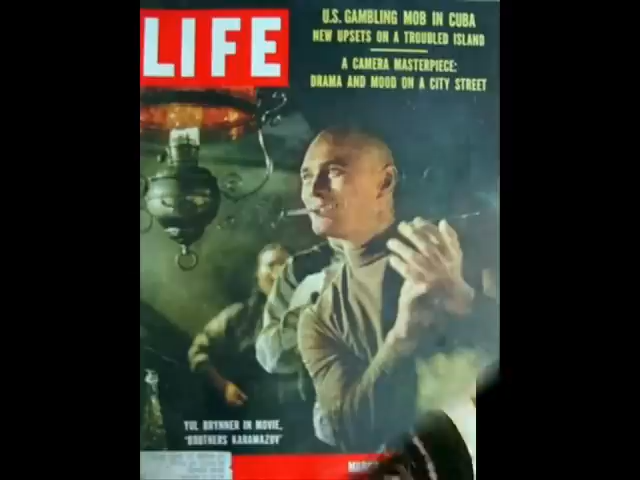 LIFE
U.S. GAMBLING MOB IN CUBA
NEW UPSETS ON A TROUBLED ISLAND
A CAMERA MASTERPIECE:
DRAMA AND MOOD ON A CITY STREET
YUL BRYNNER IN MOVIE,
'BROTHERS KARAMAZOV'